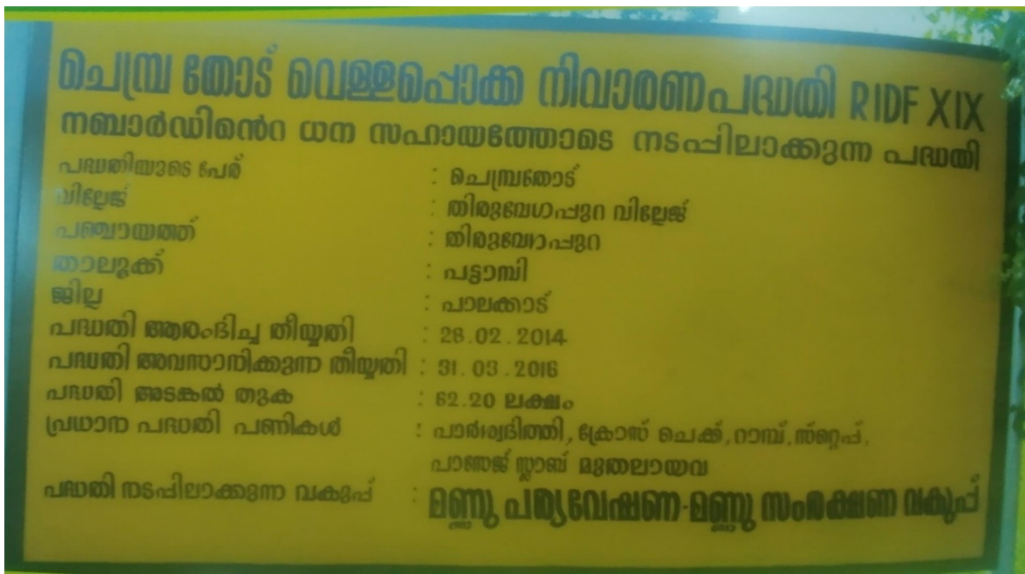 ചെമ്പ്ര തോട് വെള്ളപ്പൊക്ക നിവാരണപദ്ധതി RIDF XIX
നബാർഡിൻെറ ധന സഹായത്തോടെ നടപ്പിലാക്കുന്ന പദ്ധതി
പദ്ധതിയുടെ പേര് : ചെമ്പ്രതോട്
വില്ലേജ് : തിരുവേഗപ്പുറ വില്ലേജ്
പഞ്ചായത്ത് : തിരുവേഗപ്പുറ
താലൂക്ക് : പട്ടാമ്പി
ജില്ല : പാലക്കാട്
പദ്ധതി ആരംഭിച്ച തീയ്യതി : 28.02.2014
പദ്ധതി അവസാനിക്കുന്ന തീയ്യതി : 31.03.2016
പദ്ധതി അടങ്കൽ തുക : 62.20 ലക്ഷം
പ്രധാന പദ്ധതി പണികൾ : പാർശ്വഭിത്തി, ക്രോസ് ചെക്ക്, റാമ്പ്, സ്റ്റെപ്,
സ്ലാബ് മുതലായവ
പദ്ധതി നടപ്പിലാക്കുന്ന വകുപ്പ് : മണ്ണു പര്യവേഷണ-മണ്ണു സംരക്ഷണ വകുപ്പ്